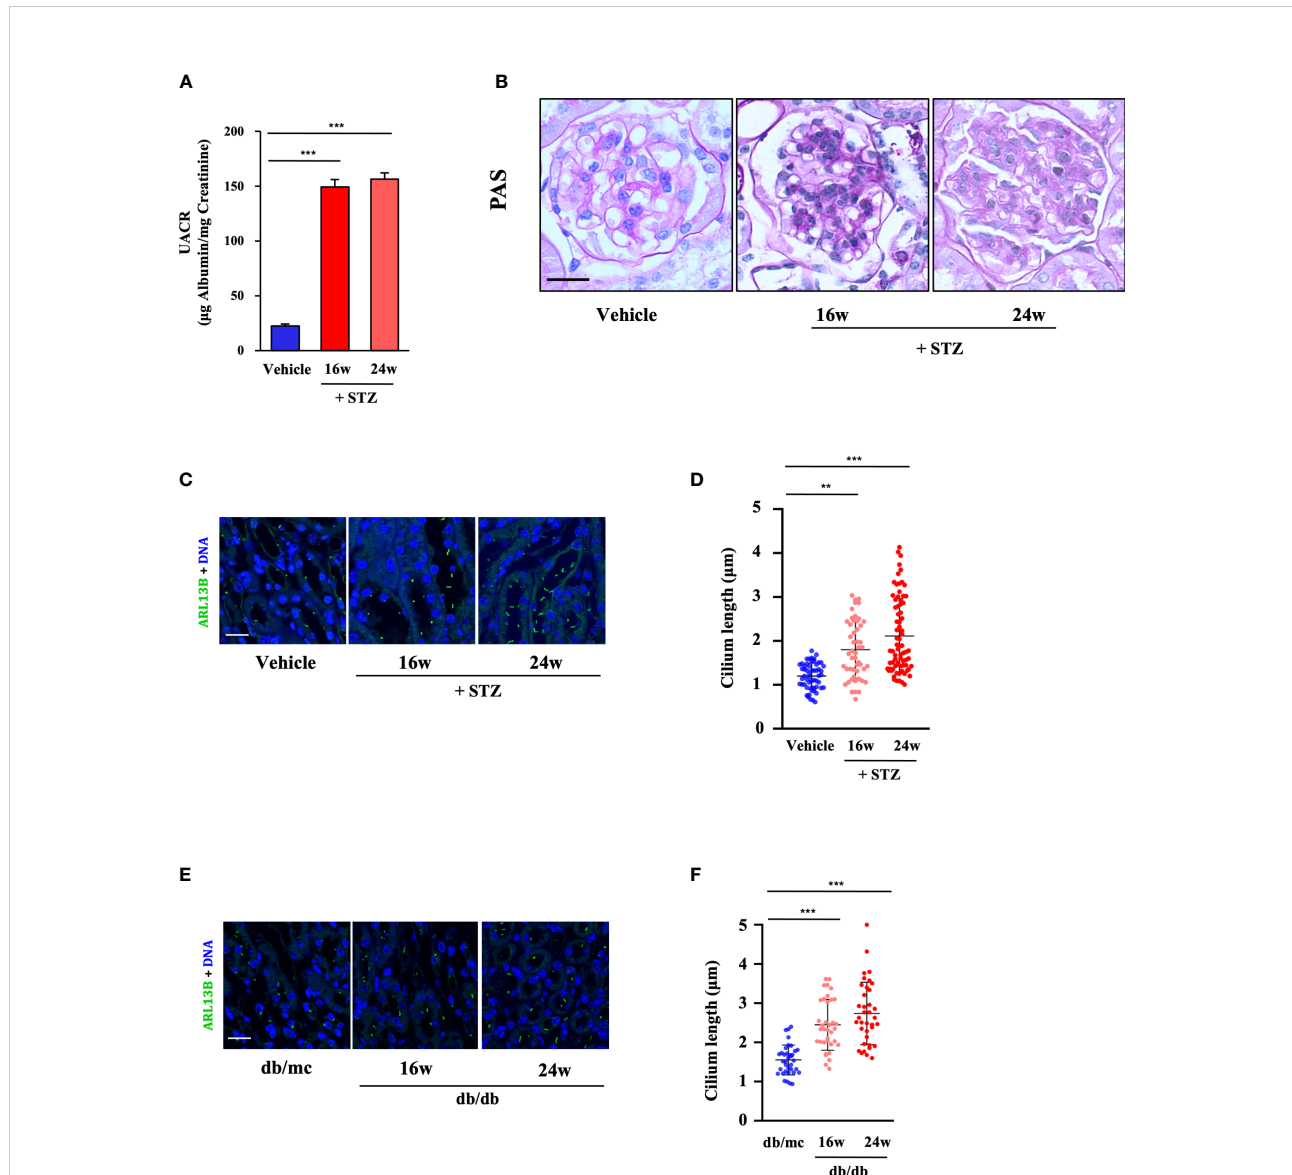 A
B
***
***
200
150
100
50
0
UACR
(µg Albumin/mg Creatinine)
Vehicle 16w 24w
+ STZ
PAS
Vehicle 16w 24w
+ STZ
C
D
ARL13B + DNA
Vehicle 16w 24w
+ STZ
***
**
5
4
3
2
1
0
Cilium length (µm)
Vehicle 16w 24w
+ STZ
E
F
ARL13B + DNA
db/mc 16w 24w
db/db
***
***
5
4
3
2
1
0
Cilium length (µm)
db/mc 16w 24w
db/db